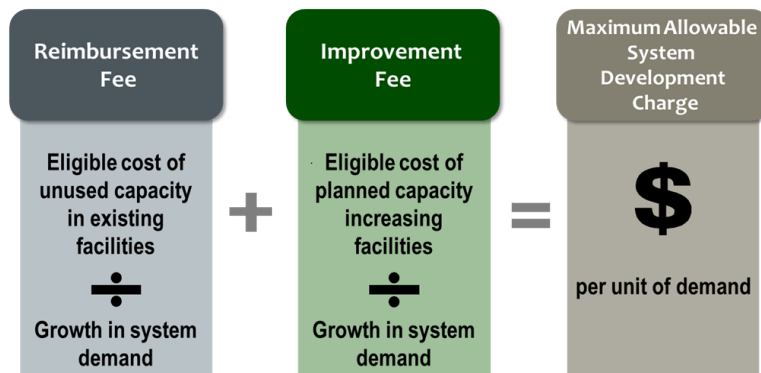 Reimbursement
Fee
Eligible cost of
unused capacity
in existing
facilities
÷
Growth in system
demand
+
Improvement
Fee
Eligible cost of
planned capacity
increasing
facilities
÷
Growth in system
demand
=
Maximum Allowable
System
Development
Charge
$
per unit of demand